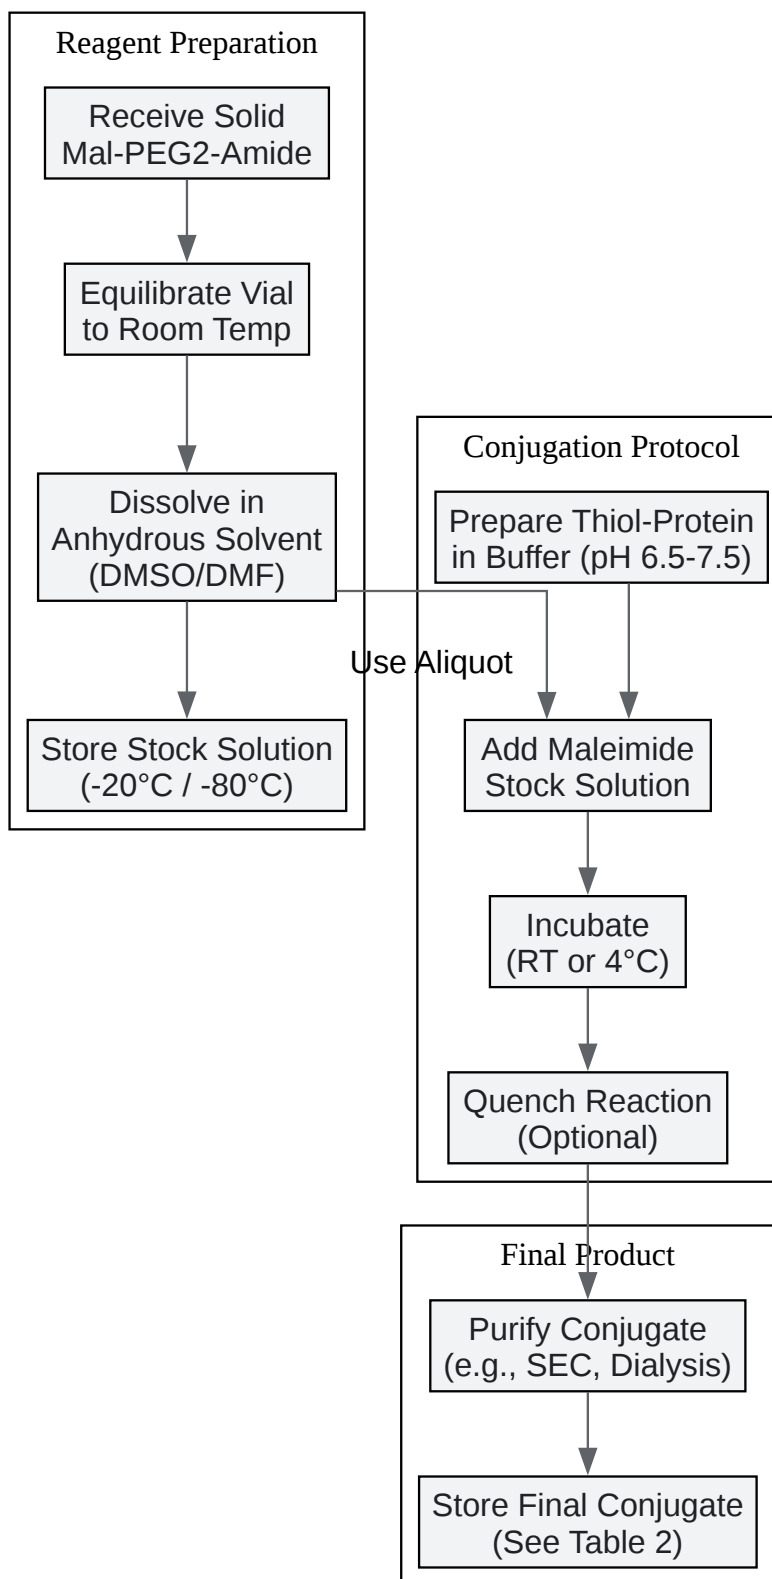 Reagent Preparation
Receive Solid
Mal-PEG2-Amide
Equilibrate Vial
to Room Temp
Dissolve in
Anhydrous Solvent
(DMSO/DMF)
Store Stock Solution
(-20°C / -80°C)
Use Aliquot
Conjugation Protocol
Prepare Thiol-Protein
in Buffer (pH 6.5-7.5)
Add Maleimide
Stock Solution
Incubate
(RT or 4°C)
Quench Reaction
(Optional)
Final Product
Purify Conjugate
(e.g., SEC, Dialysis)
Store Final Conjugate
(See Table 2)